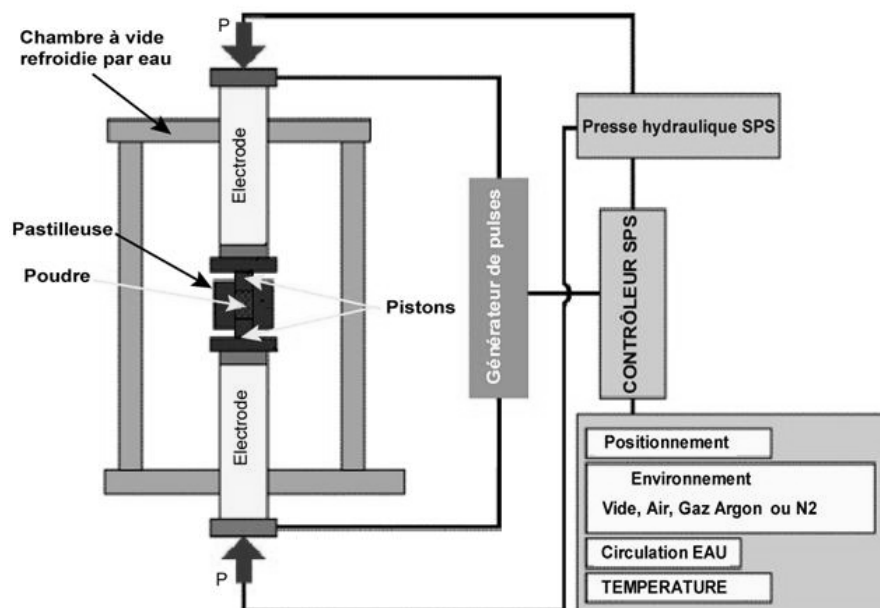 P
Chambre à vide
refroidie par eau
Electrode
Pastilleuse
Poudre
Pistons
Electrode
P
Générateur de pulses
Presse hydraulique SPS
CONTRÔLEUR SPS
Positionnement
Environnement
Vide, Air, Gaz Argon ou N2
Circulation EAU
TEMPERATURE